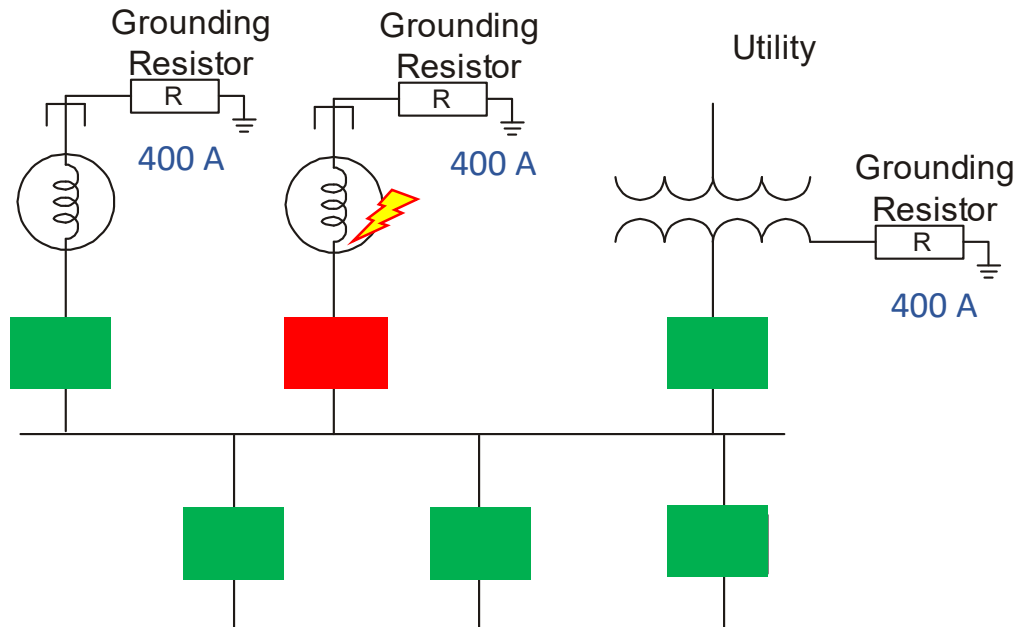 Grounding
Resistor
R
400 A
Grounding
Resistor
R
400 A
Utility
Grounding
Resistor
R
400 A